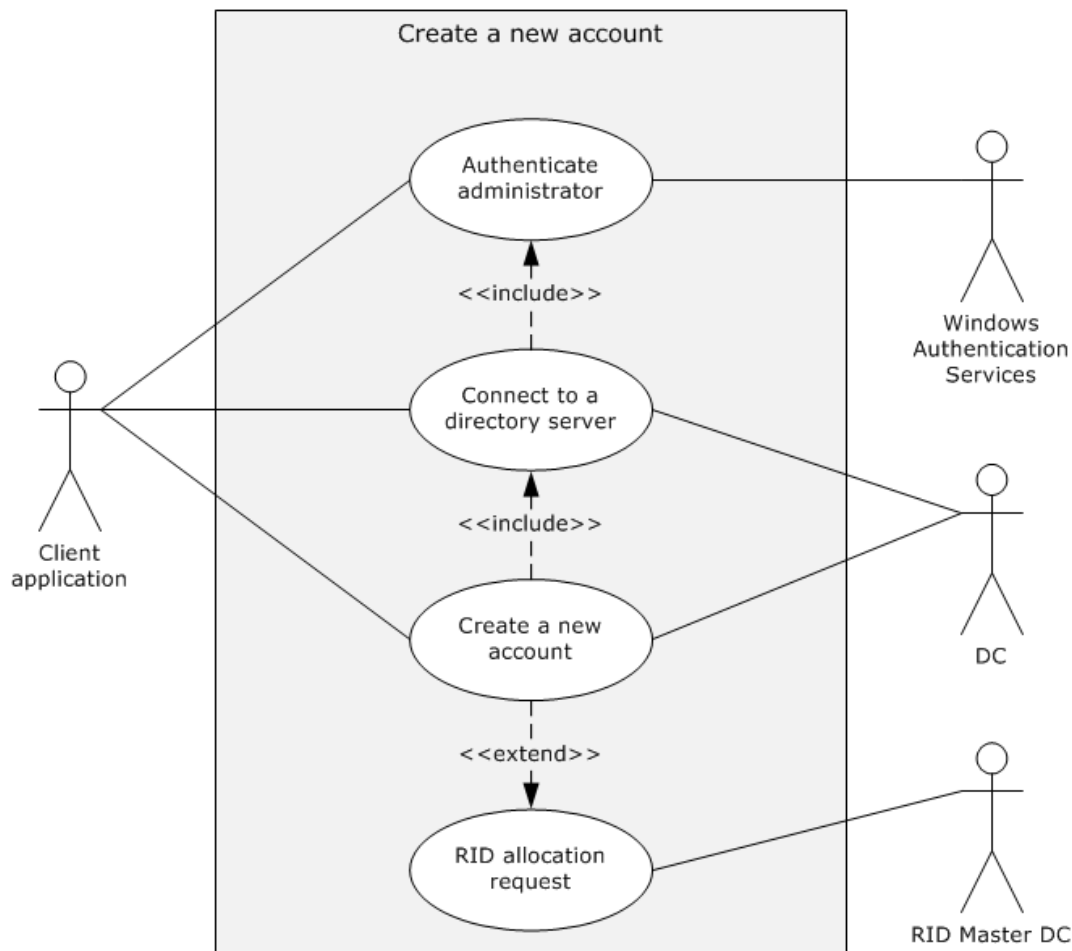 Create a new account
Authenticate
administrator
<<include>>
Windows
Authentication
Services
Connect to a
directory server
<<include>>
Client
application
Create a new
account
DC
<<extend>>
RID allocation
request
RID Master DC